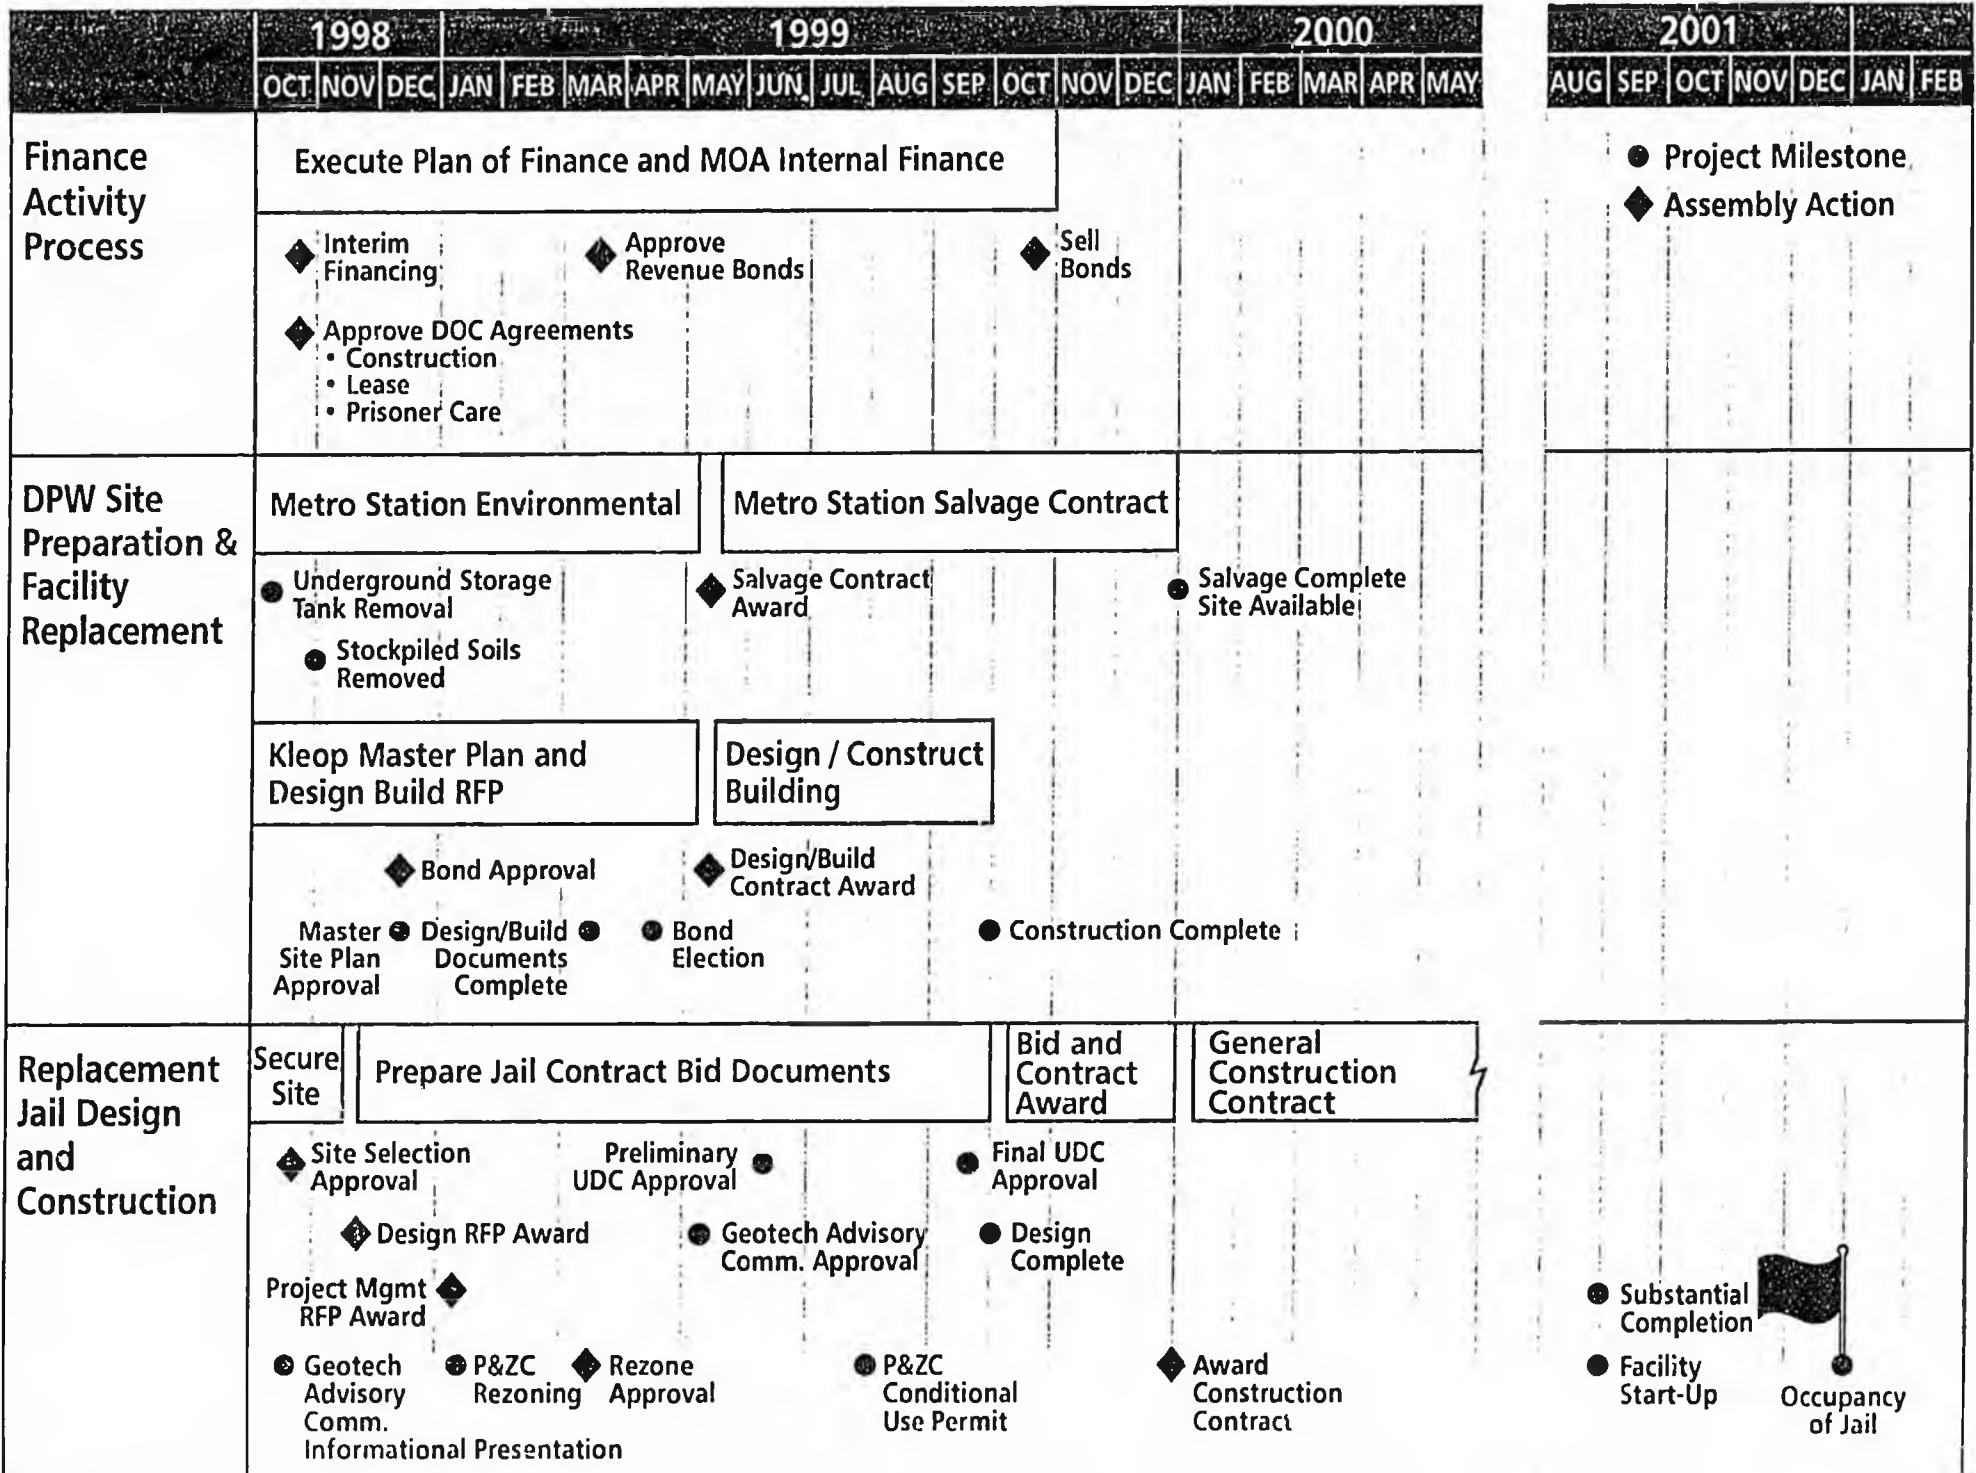 1998 1999 2000 2001
OCT NOV DEC JAN FEB MAR APR MAY JUN JUL AUG SEP OCT NOV DEC JAN FEB MAR APR MAY AUG SEP OCT NOV DEC JAN FEB
Finance
Activity
Process
Execute Plan of Finance and MOA Internal Finance
Project Milestone
Assembly Action
Interim
Financing
Approve
Revenue Bonds
Sell
Bonds
Approve DOC Agreements
• Construction
• Lease
• Prisoner Care
DPW Site
Preparation &
Facility
Replacement
Metro Station Environmental
Metro Station Salvage Contract
Underground Storage
Tank Removal
Salvage Contract
Award
Salvage Complete
Site Available
Stockpiled Soils
Removed
Kleop Master Plan and
Design Build RFP
Design / Construct
Building
Bond Approval
Design/Build
Contract Award
Master
Site Plan
Approval
Design/Build
Documents
Complete
Bond
Election
Construction Complete
Replacement
Jail Design
and
Construction
Secure
Site
Prepare Jail Contract Bid Documents
Bid and
Contract
Award
General
Construction
Contract
Site Selection
Approval
Preliminary
UDC Approval
Final UDC
Approval
Design RFP Award
Geotech Advisory
Comm. Approval
Design
Complete
Project Mgmt
RFP Award
Substantial
Completion
Geotech
Advisory
Comm.
Informational Presentation
P&ZC
Rezoning
Rezone
Approval
P&ZC
Conditional
Use Permit
Award
Construction
Contract
Facility
Start-Up
Occupancy
of Jail